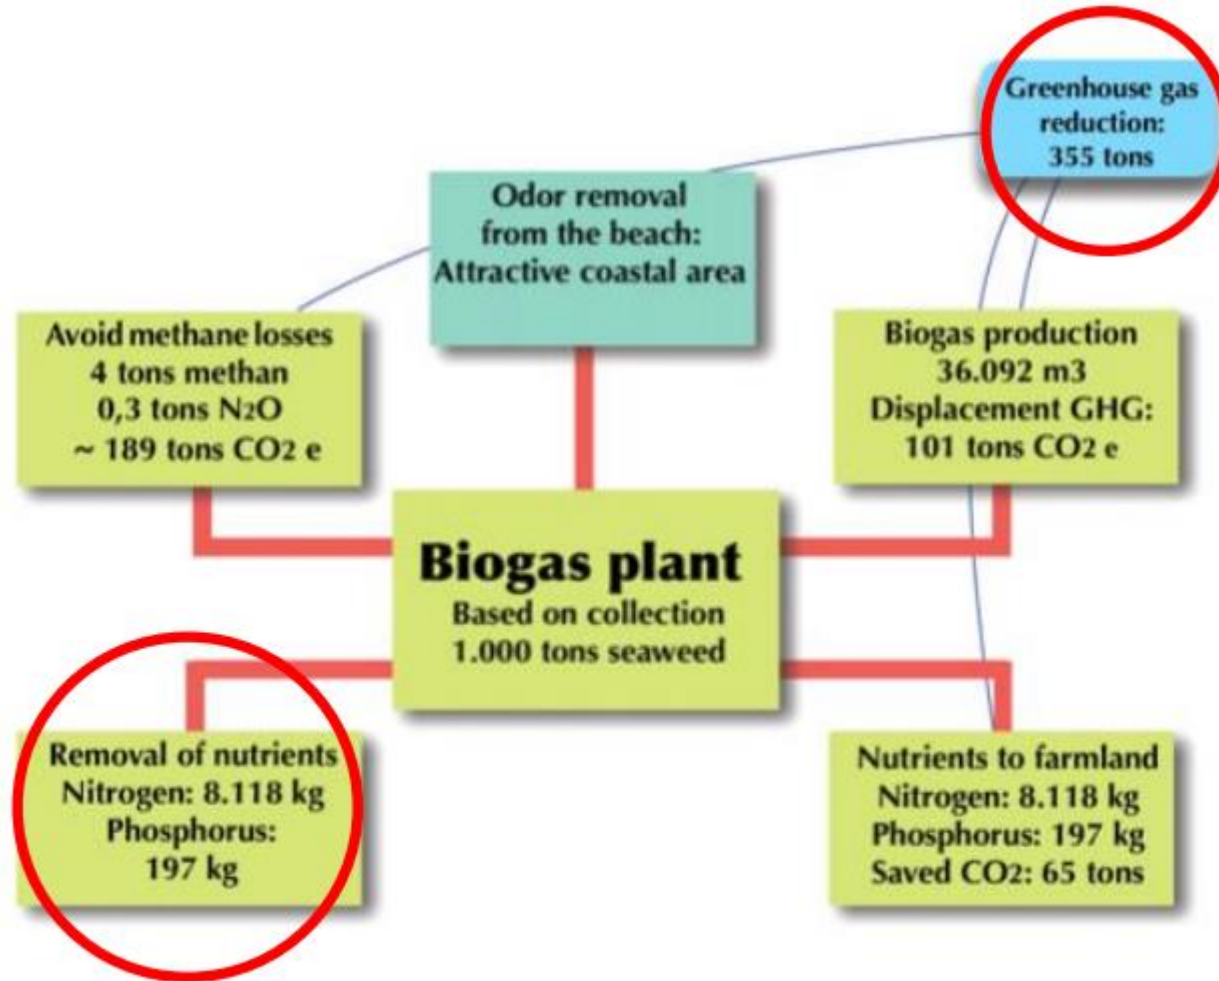 Greenhouse gas
reduction:
355 tons
Odor removal
from the beach:
Attractive coastal area
Avoid methane losses
4 tons methan
0,3 tons N2O
~ 189 tons CO2 e
Biogas production
36.092 m3
Displacement GHG:
101 tons CO2 e
Biogas plant
Based on collection
1.000 tons seaweed
Removal of nutrients
Nitrogen: 8.118 kg
Phosphorus:
197 kg
Nutrients to farmland
Nitrogen: 8.118 kg
Phosphorus: 197 kg
Saved CO2: 65 tons